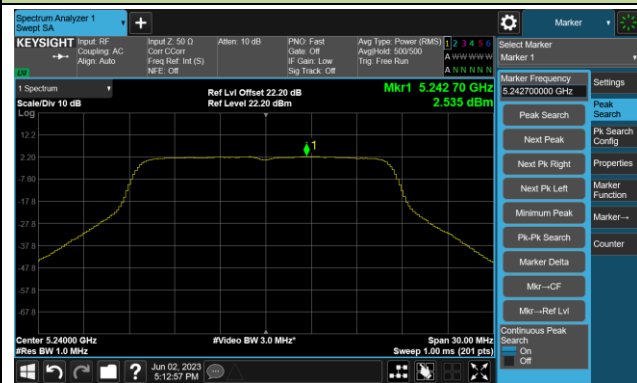 Spectrum Analyzer 1
Swept SA
+
Marker
KEYSIGHT
Input: RF
Coupling: AC
Align: Auto
Input Z: 50 Ω
Corr CCorr
Freq Ref: Int (S)
NFE: Off
Atten: 10 dB
PNO: Fast
Gate: Off
IF Gain: Low
Sig Track: Off
Avg Type: Power (RMS)
Avg|Hold: 500/500
Trig: Free Run
1 2 3 4 5 6
A W W W W W
A N N N N N
Select Marker
Marker 1
LXI
1 Spectrum
Scale/Div 10 dB
Log
Ref Lvl Offset 22.20 dB
Ref Level 22.20 dBm
Mkr1 5.242 70 GHz
2.535 dBm
Marker Frequency
5.242700000 GHz
Settings
Peak Search
Peak
Search
Next Peak
Pk Search
Config
Next Pk Right
Properties
Next Pk Left
Marker
Function
Minimum Peak
Marker→
Pk-Pk Search
Counter
Marker Delta
Mkr→CF
Mkr→Ref Lvl
Continuous Peak
Search
On
Off
12.2
2.20
-7.80
-17.8
-27.8
-37.8
-47.8
-57.8
-67.8
1
Center 5.24000 GHz
#Res BW 1.0 MHz
#Video BW 3.0 MHz*
Span 30.00 MHz
Sweep 1.00 ms (201 pts)
?
Jun 02, 2023
5:12:57 PM